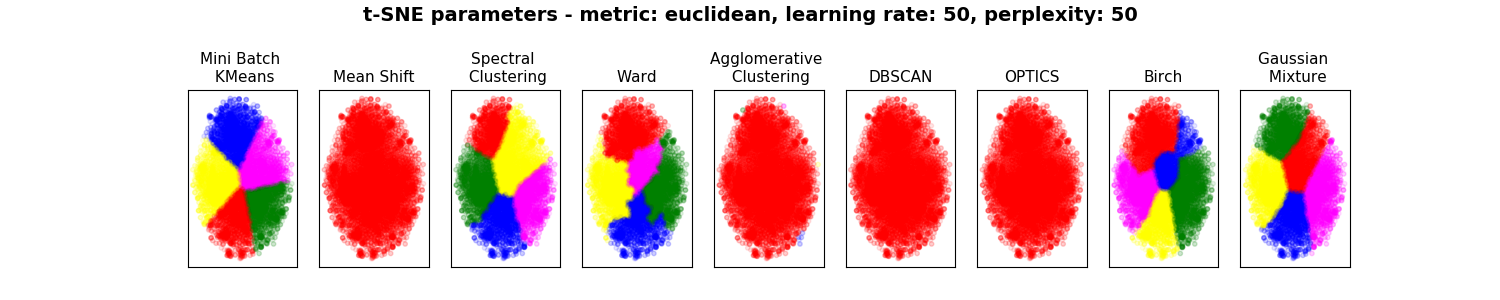 t-SNE parameters - metric: euclidean, learning rate: 50, perplexity: 50
Mini Batch
KMeans
Mean Shift
Spectral
Clustering
Ward
Agglomerative
Clustering
DBSCAN
OPTICS
Birch
Gaussian
Mixture